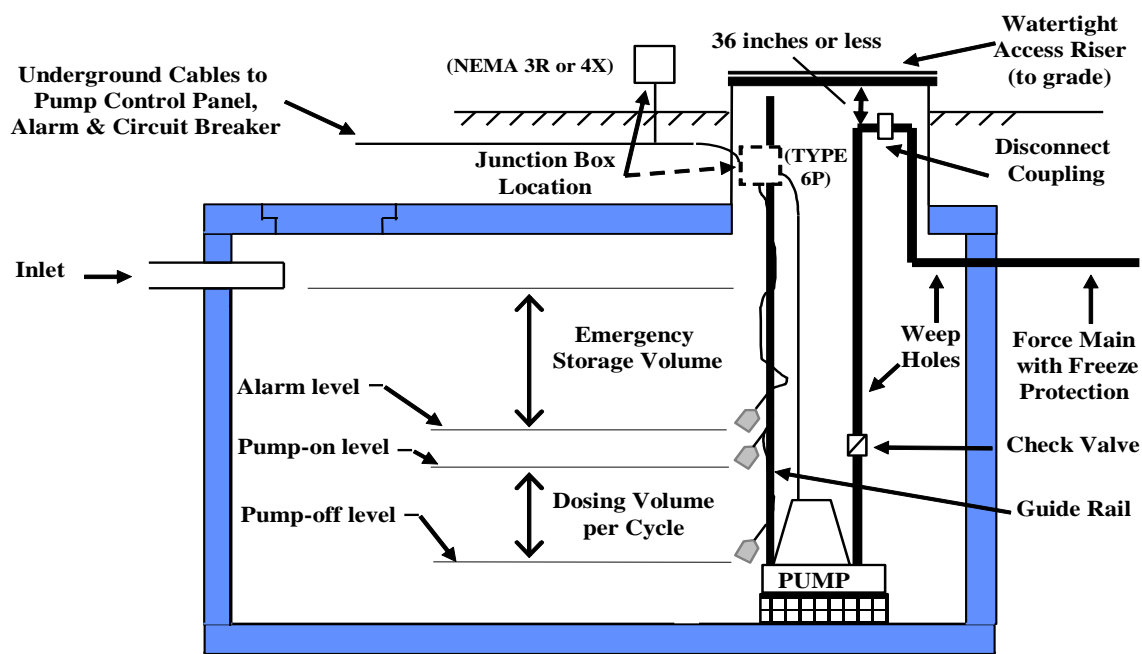 Watertight
Access Riser
(to grade)
36 inches or less
(NEMA 3R or 4X)
Underground Cables to
Pump Control Panel,
Alarm & Circuit Breaker
Junction Box
Location
(TYPE
6P)
Disconnect
Coupling
Inlet
Emergency
Storage Volume
Weep
Holes
Force Main
with Freeze
Protection
Alarm level
Pump-on level
Check Valve
Dosing Volume
per Cycle
Pump-off level
Guide Rail
PUMP